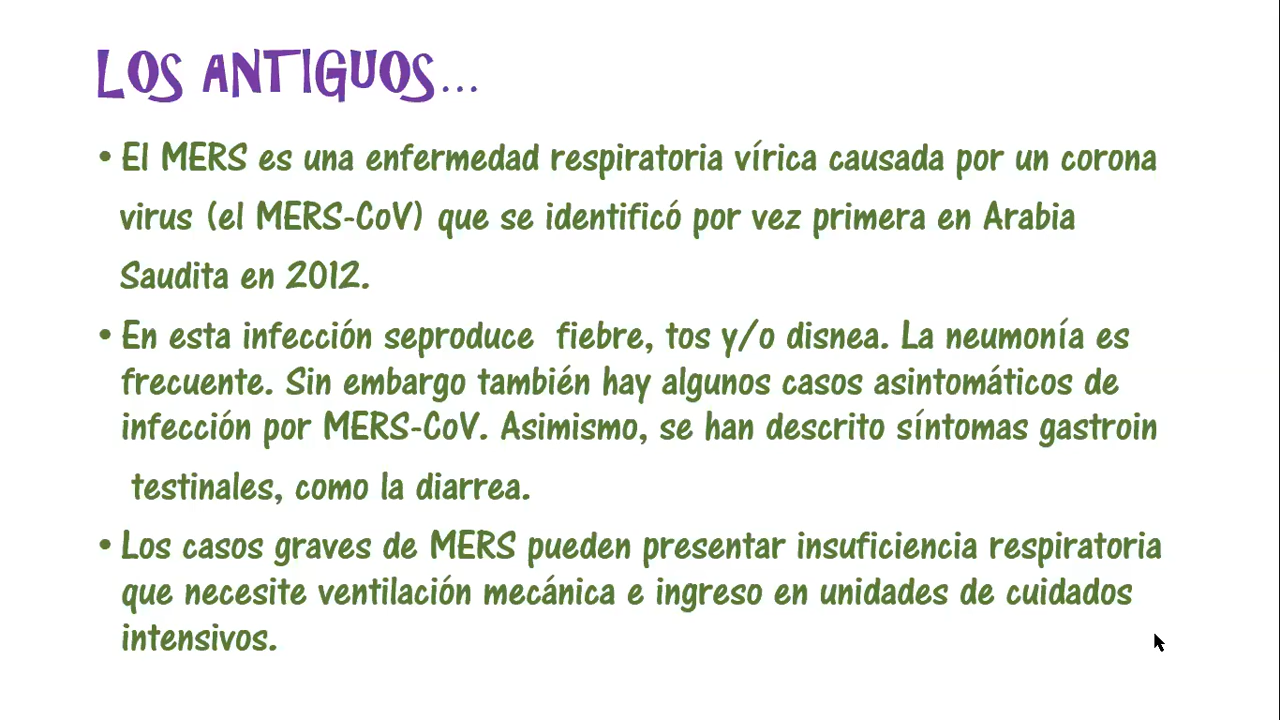 LOS ANTIGUOS...
• El MERS es una enfermedad respiratoria vírica causada por un corona
virus (el MERS-CoV) que se identificó por vez primera en Arabia
Saudita en 2012.
• En esta infección seproduce  fiebre, tos y/o disnea. La neumonía es
frecuente. Sin embargo también hay algunos casos asintomáticos de
infección por MERS-CoV. Asimismo, se han descrito síntomas gastroin
testinales, como la diarrea.
• Los casos graves de MERS pueden presentar insuficiencia respiratoria
que necesite ventilación mecánica e ingreso en unidades de cuidados
intensivos.